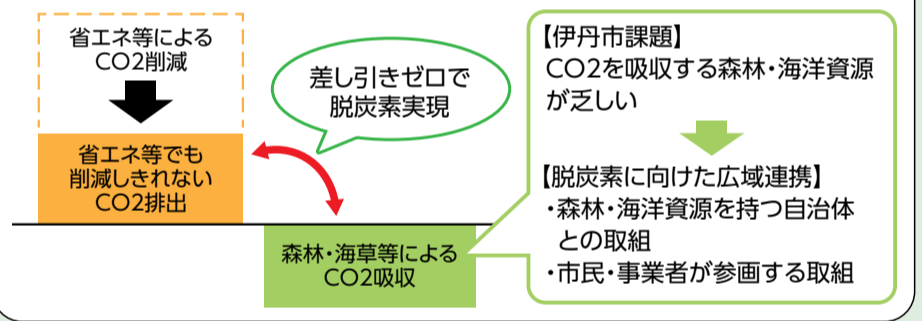 省エネ等による
CO2削減
省エネ等でも
削減しきれない
CO2排出
差し引きゼロで
脱炭素実現
森林・海草等による
CO2吸収
【伊丹市課題】
CO2を吸収する森林・海洋資源
が乏しい
【脱炭素に向けた広域連携】
・森林・海洋資源を持つ自治体
との取組
・市民・事業者が参画する取組